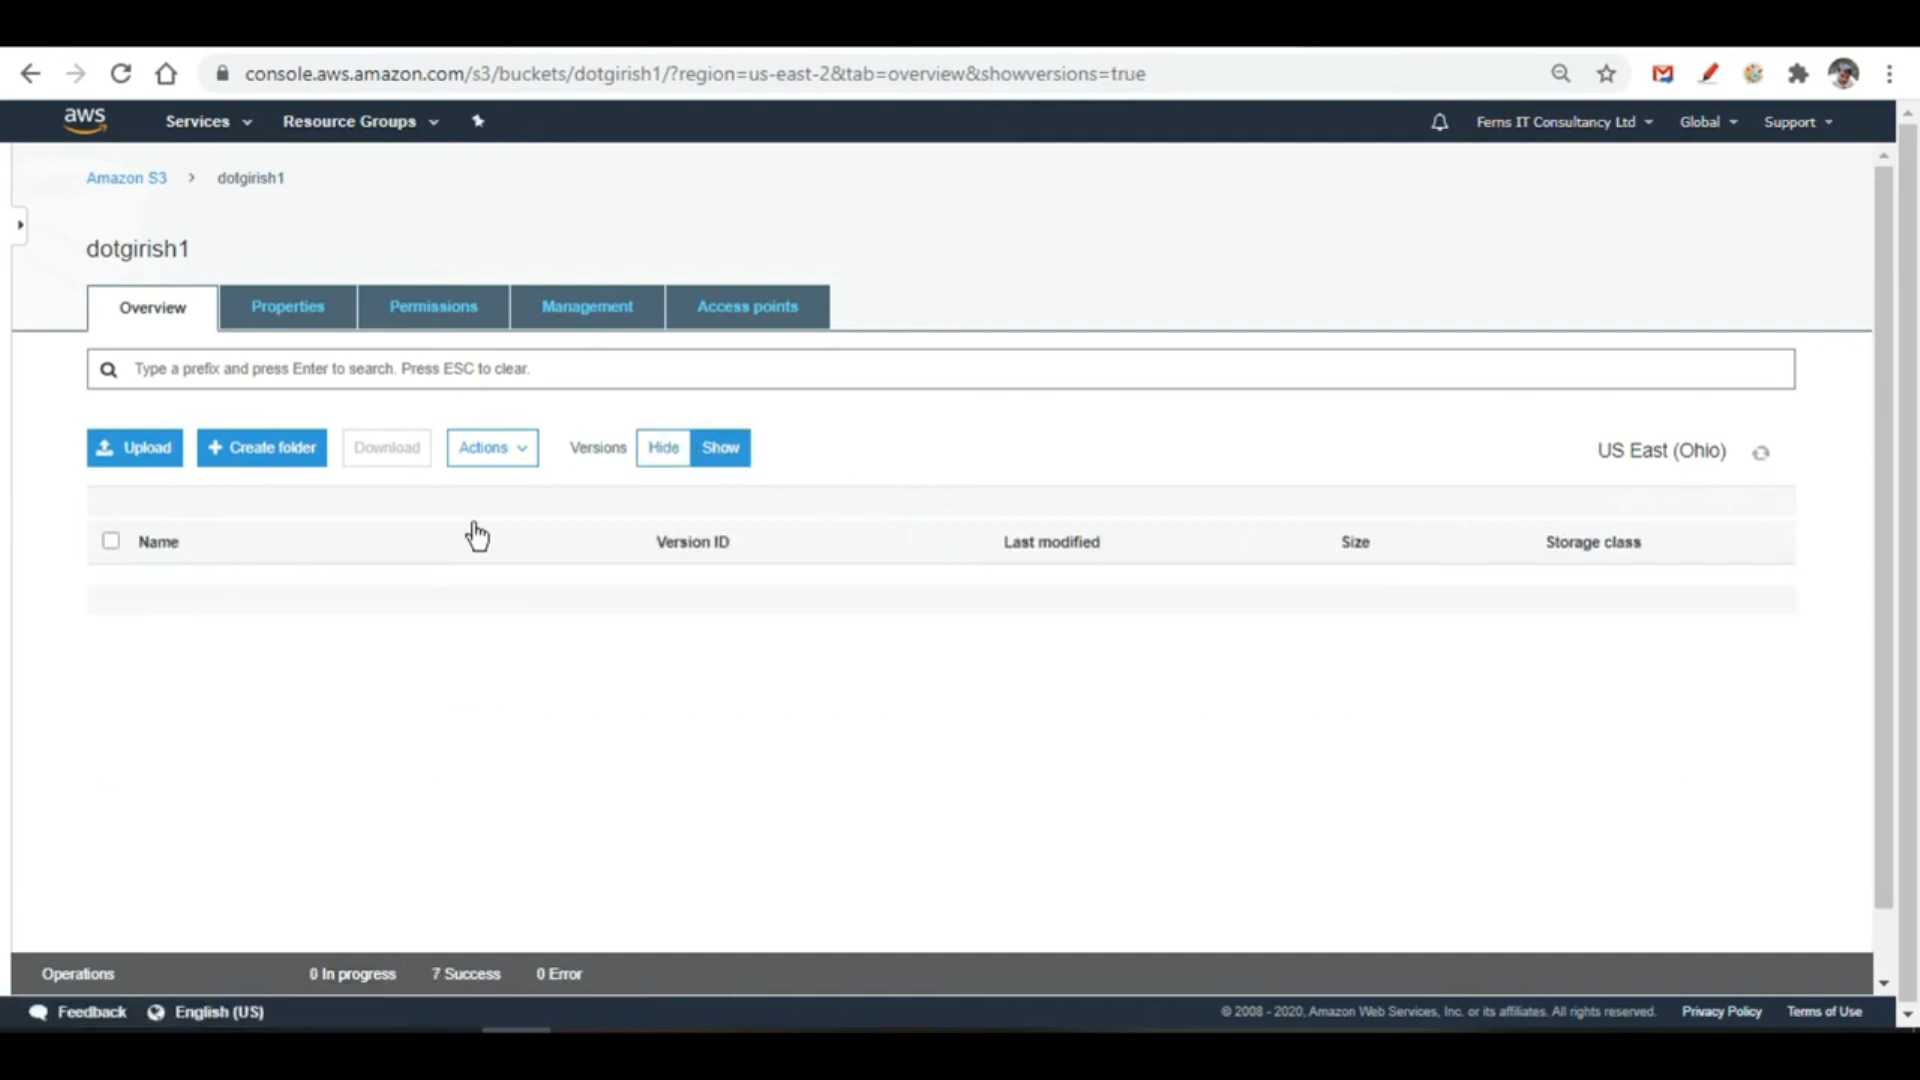 console.aws.amazon.com/s3/buckets/dotgirish1/?region=us-east-2&tab=overview&showversions=true
aws Services Resource Groups Ferns IT Consultancy Ltd Global Support
Amazon S3 > dotgirish1
dotgirish1
Overview Properties Permissions Management Access points
Type a prefix and press Enter to search. Press ESC to clear.
Upload + Create folder Download Actions Versions Hide Show US East (Ohio)
Name Version ID Last modified Size Storage class
Operations 0 In progress 7 Success 0 Error
Feedback English (US) © 2008 - 2020, Amazon Web Services, Inc. or its affiliates. All rights reserved. Privacy Policy Terms of Use